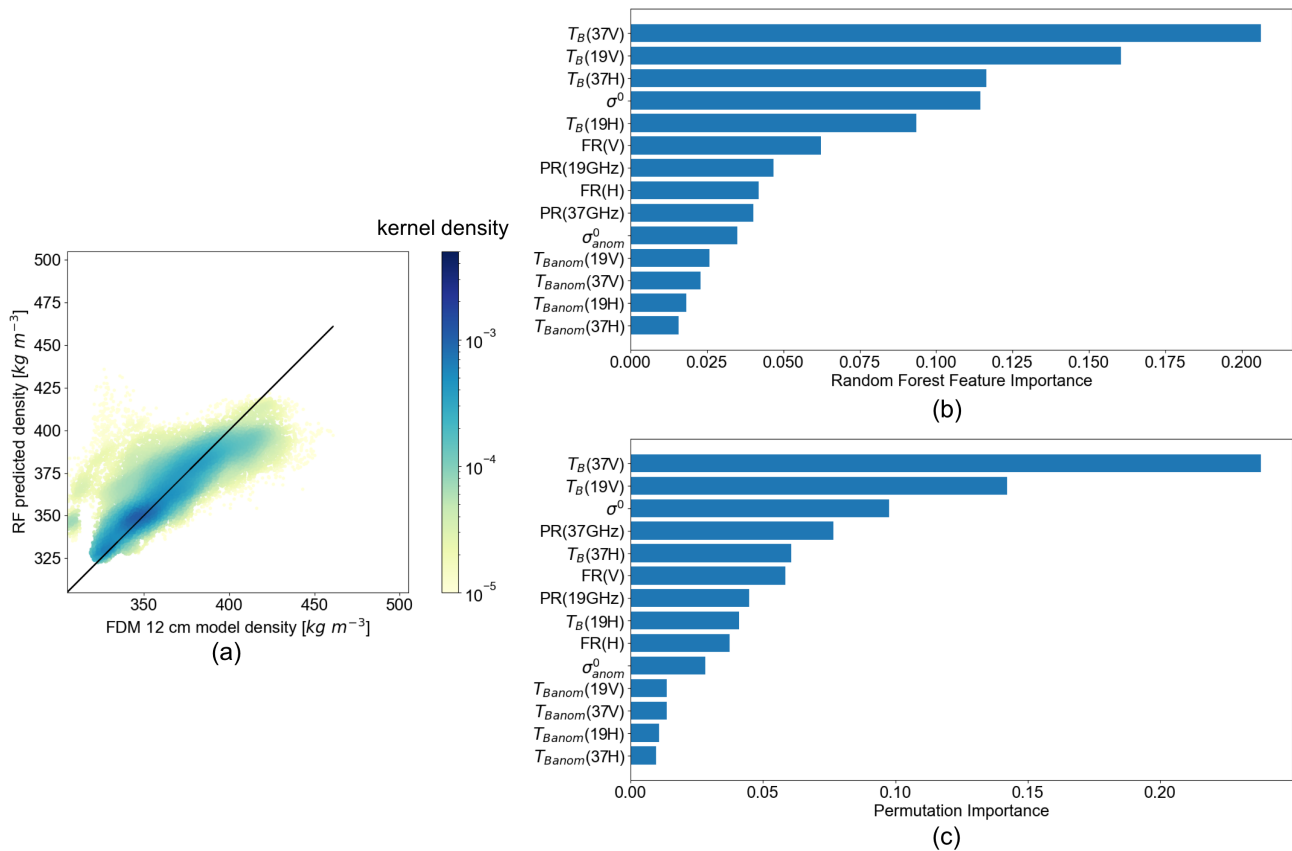 kernel density
505
475
450
425
400
375
350
325
RF predicted density [kg m⁻³]
350 400 450 500
FDM 12 cm model density [kg m⁻³]
(a)
10⁻³
10⁻⁴
10⁻⁵
T_B(37V)
T_B(19V)
T_B(37H)
σ⁰
T_B(19H)
FR(V)
PR(19GHz)
FR(H)
PR(37GHz)
σ⁰_anom
T_Banom(19V)
T_Banom(37V)
T_Banom(19H)
T_Banom(37H)
0.000 0.025 0.050 0.075 0.100 0.125 0.150 0.175 0.200
Random Forest Feature Importance
(b)
T_B(37V)
T_B(19V)
σ⁰
PR(37GHz)
T_B(37H)
FR(V)
PR(19GHz)
T_B(19H)
FR(H)
σ⁰_anom
T_Banom(19V)
T_Banom(37V)
T_Banom(19H)
T_Banom(37H)
0.00 0.05 0.10 0.15 0.20
Permutation Importance
(c)